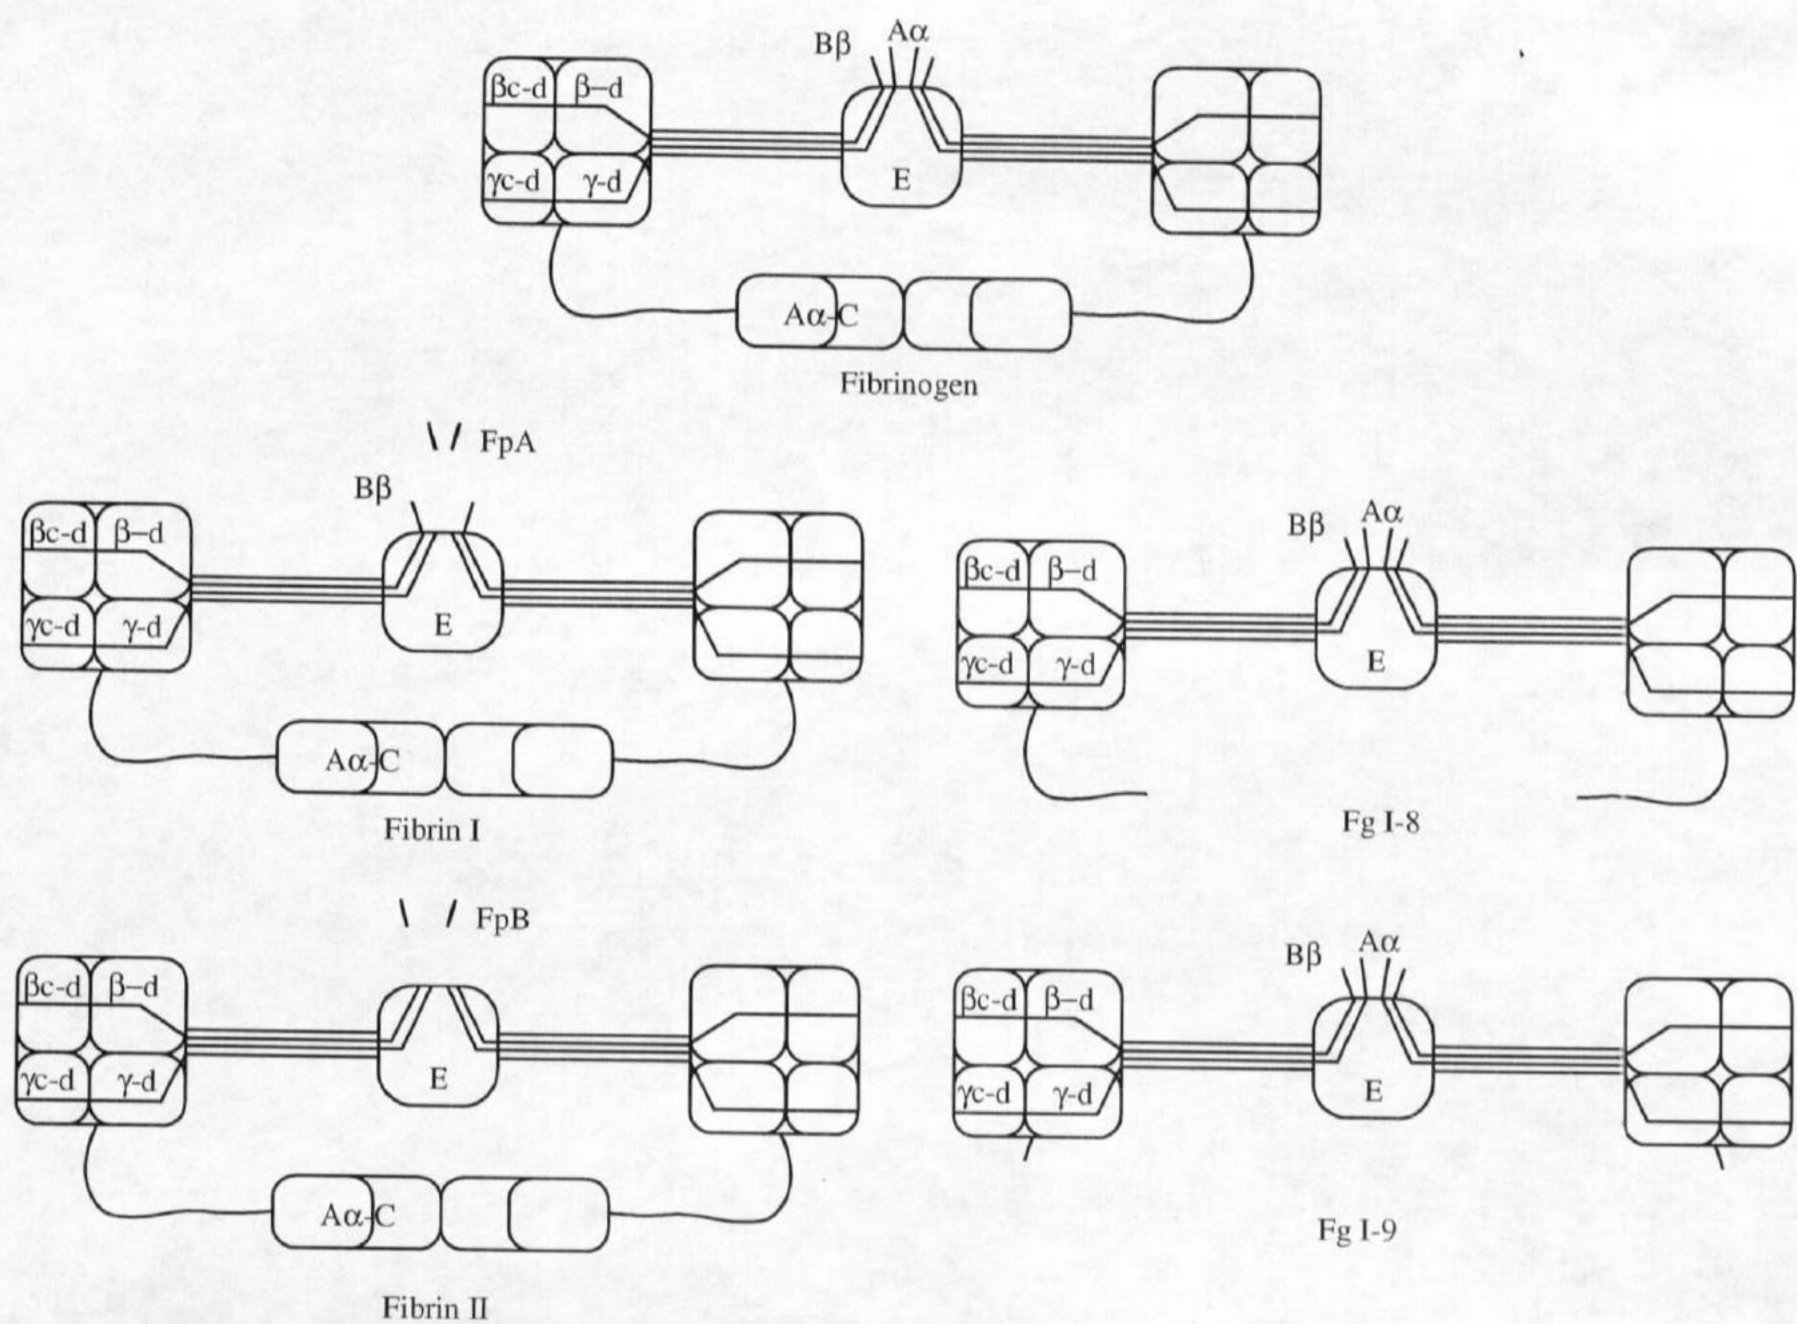 Bβ Aα
βc-d β–d
γc-d γ-d E
Aα-C
Fibrinogen
FpA
Bβ
βc-d β–d
γc-d γ-d E
Aα-C
Fibrin I
Bβ Aα
βc-d β–d
γc-d γ-d E
Fg I-8
FpB
βc-d β–d
γc-d γ-d E
Aα-C
Fibrin II
Bβ Aα
βc-d β–d
γc-d γ-d E
Fg I-9